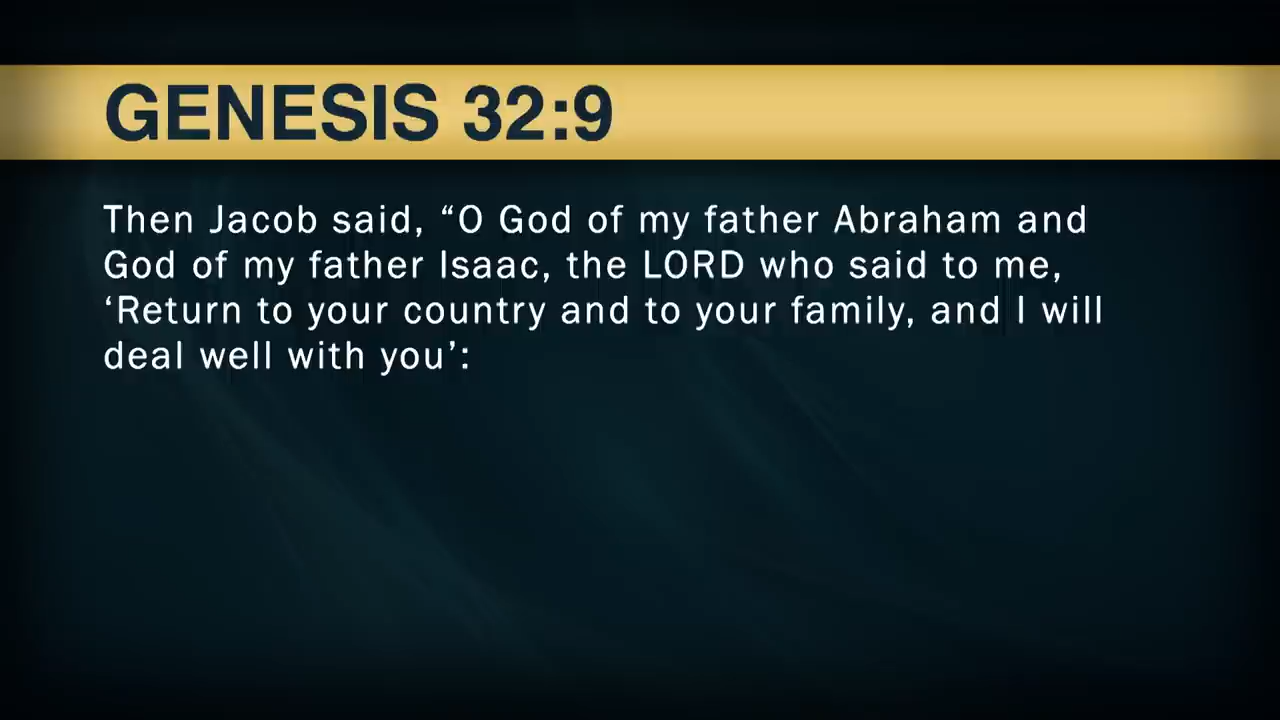 GENESIS 32:9
Then Jacob said, “O God of my father Abraham and
God of my father Isaac, the LORD who said to me,
‘Return to your country and to your family, and I will
deal well with you’: